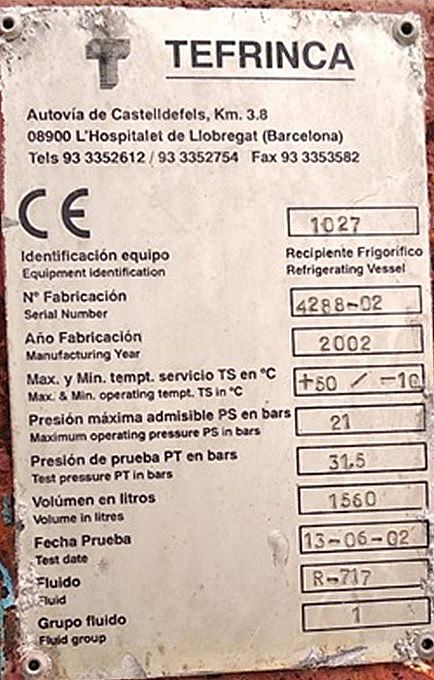 T TEFRINCA
Autovía de Castelldefels, Km. 3.8
08900 L'Hospitalet de Llobregat (Barcelona)
Tels 93 3352612 / 93 3352754 Fax 93 3353582
CE 1027
Identificación equipo Recipiente Frigorífico
Equipment identification Refrigerating Vessel
N° Fabricación
Serial Number 4288-02
Año Fabricación
Manufacturing Year 2002
Max. y Min. tempt. servicio TS en °C
Max. & Min. operating tempt. TS in °C +50 / -10
Presión máxima admisible PS en bars
Maximum operating pressure PS in bars 21
Presión de prueba PT en bars
Test pressure PT in bars 31,5
Volúmen en litros
Volume in litres 1560
Fecha Prueba
Test date 13-06-02
Fluido
Fluid R-717
Grupo fluido
Fluid group 1